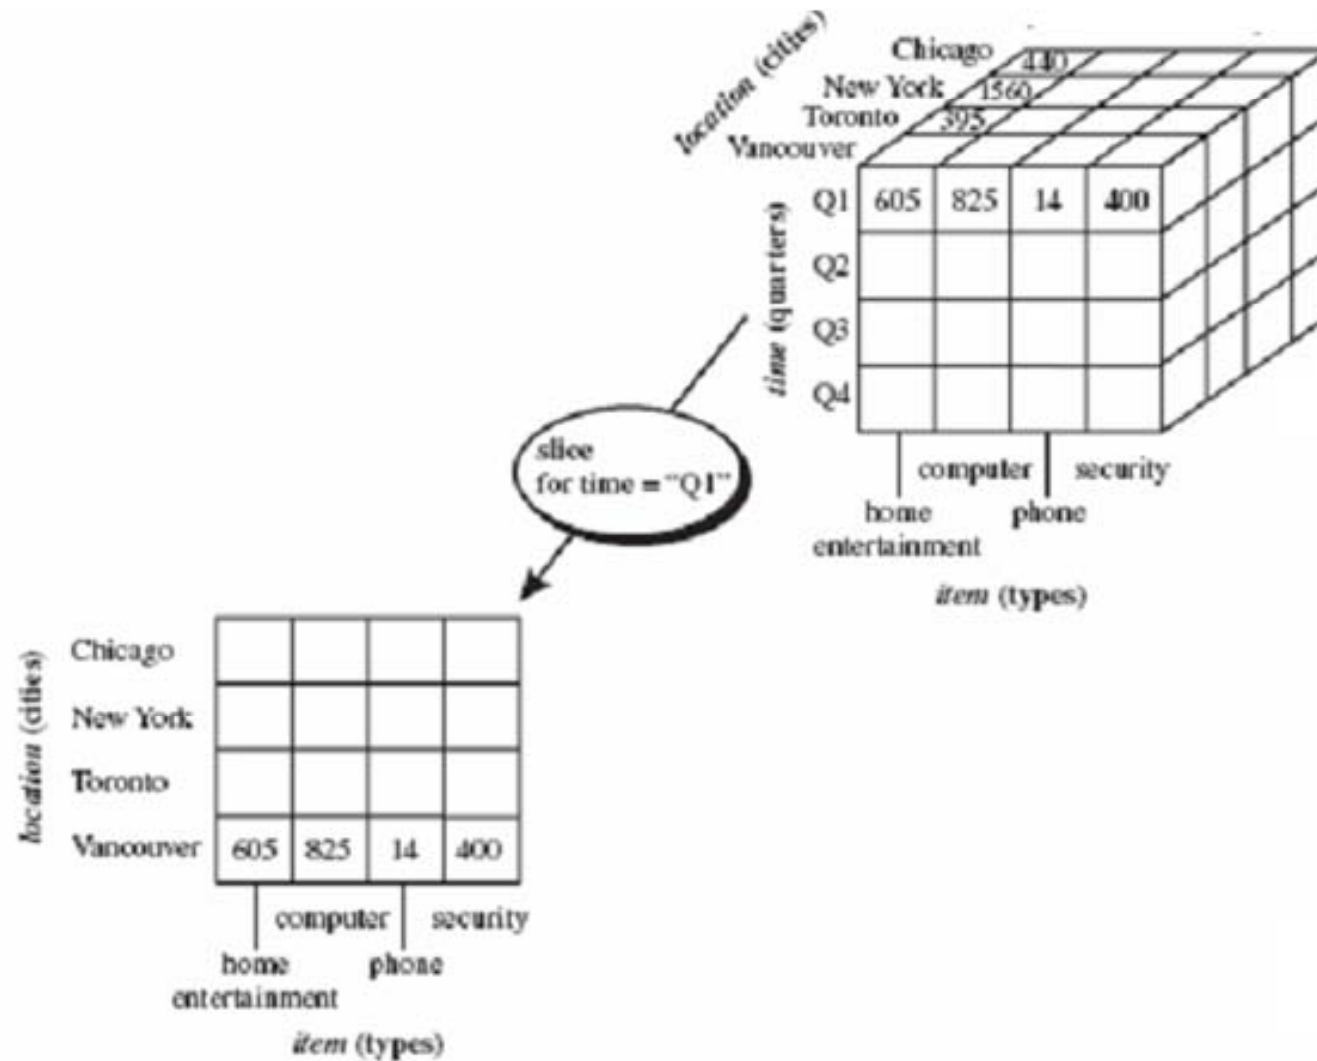 location (cities)
Chicago
440
New York
1560
Toronto
395
Vancouver
time (quarters)
Q1 605 825 14 400
Q2
Q3
Q4
computer security
home phone
entertainment
item (types)
slice
for time = "Q1"
location (cities)
Chicago
New York
Toronto
Vancouver 605 825 14 400
computer security
home phone
entertainment
item (types)